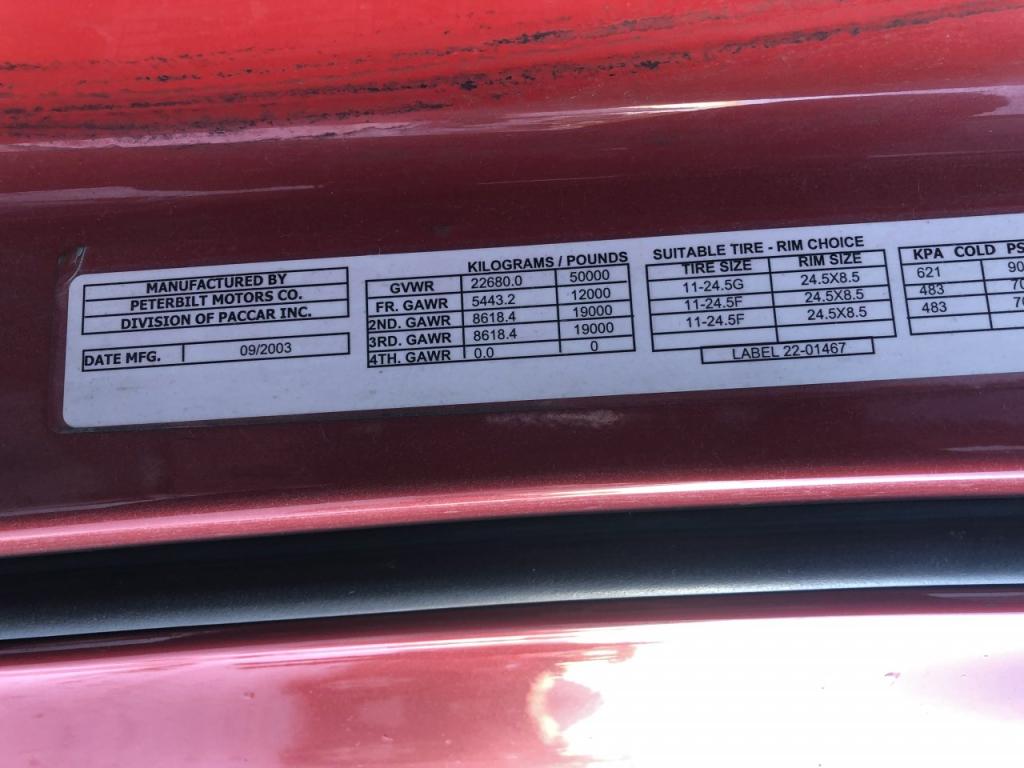 MANUFACTURED BY
PETERBILT MOTORS CO.
DIVISION OF PACCAR INC.
DATE MFG. 09/2003
KILOGRAMS / POUNDS
GVWR 22680.0 50000
FR. GAWR 5443.2 12000
2ND. GAWR 8618.4 19000
3RD. GAWR 8618.4 19000
4TH. GAWR 0.0 0
SUITABLE TIRE - RIM CHOICE
TIRE SIZE RIM SIZE
11-24.5G 24.5X8.5
11-24.5F 24.5X8.5
11-24.5F 24.5X8.5
LABEL 22-01467
KPA COLD PS
621 90
483 70
483